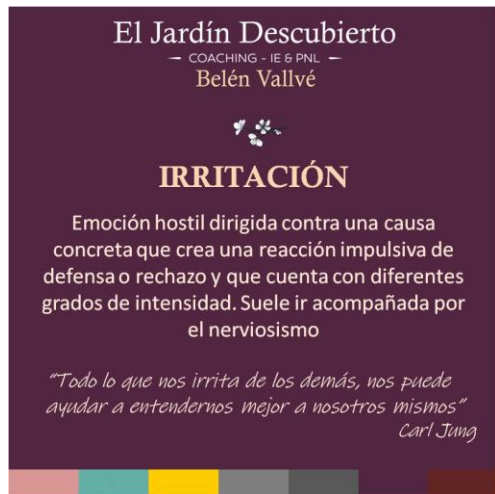 El Jardín Descubierto
COACHING - IE & PNL
Belén Vallvé
IRRITACIÓN
Emoción hostil dirigida contra una causa
concreta que crea una reacción impulsiva de
defensa o rechazo y que cuenta con diferentes
grados de intensidad. Suele ir acompañada por
el nerviosismo
"Todo lo que nos irrita de los demás, nos puede
ayudar a entendernos mejor a nosotros mismos"
Carl Jung